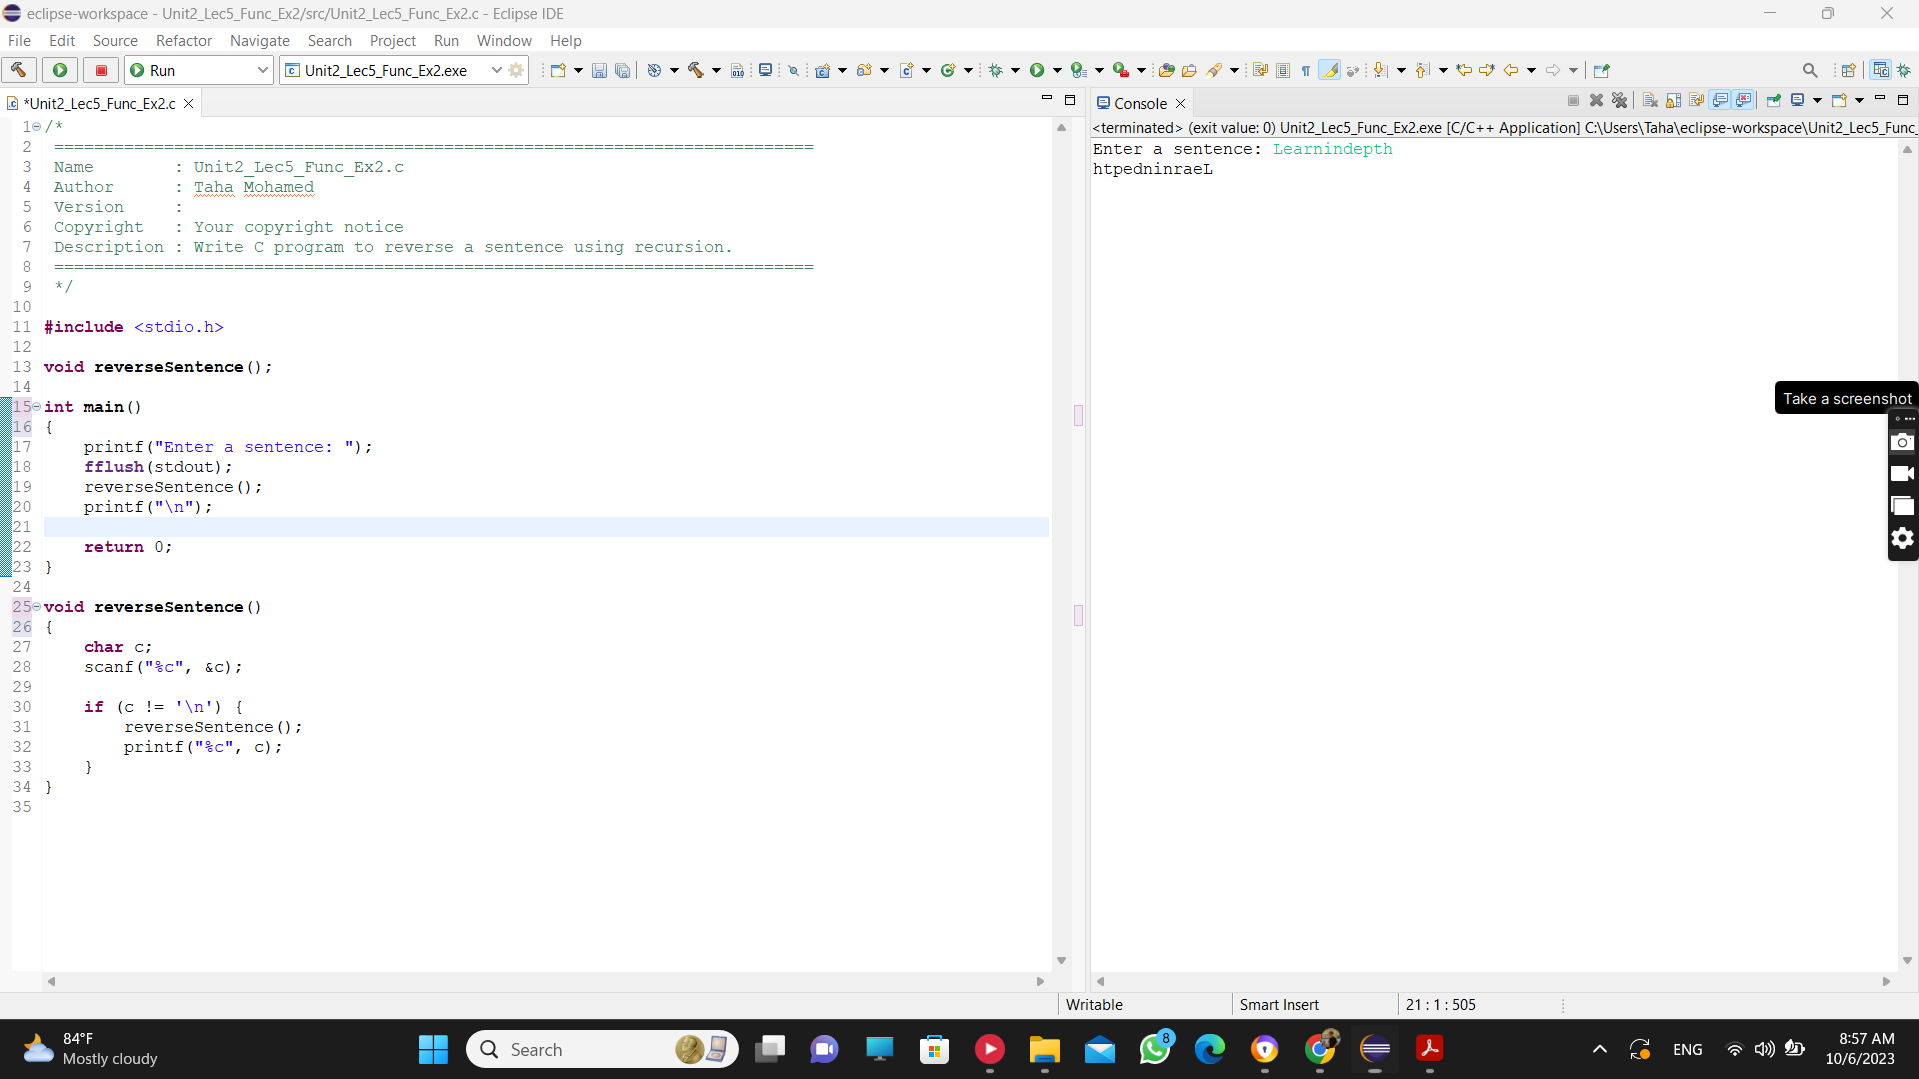 eclipse-workspace - Unit2_Lec5_Func_Ex2/src/Unit2_Lec5_Func_Ex2.c - Eclipse IDE
File Edit Source Refactor Navigate Search Project Run Window Help
Run Unit2_Lec5_Func_Ex2.exe
*Unit2_Lec5_Func_Ex2.c
1 /*
2 ============================================================================
3 Name        : Unit2_Lec5_Func_Ex2.c
4 Author      : Taha Mohamed
5 Version     :
6 Copyright   : Your copyright notice
7 Description : Write C program to reverse a sentence using recursion.
8 ============================================================================
9 */
10
11 #include <stdio.h>
12
13 void reverseSentence();
14
15 int main()
16 {
17     printf("Enter a sentence: ");
18     fflush(stdout);
19     reverseSentence();
20     printf("\n");
21
22     return 0;
23 }
24
25 void reverseSentence()
26 {
27     char c;
28     scanf("%c", &c);
29
30     if (c != '\n') {
31         reverseSentence();
32         printf("%c", c);
33     }
34 }
35
Console
<terminated> (exit value: 0) Unit2_Lec5_Func_Ex2.exe [C/C++ Application] C:\Users\Taha\eclipse-workspace\Unit2_Lec5_Func_
Enter a sentence: Learnindepth
htpedninraeL
Take a screenshot
Writable Smart Insert 21 : 1 : 505
84°F
Mostly cloudy
Search
8
ENG
8:57 AM
10/6/2023